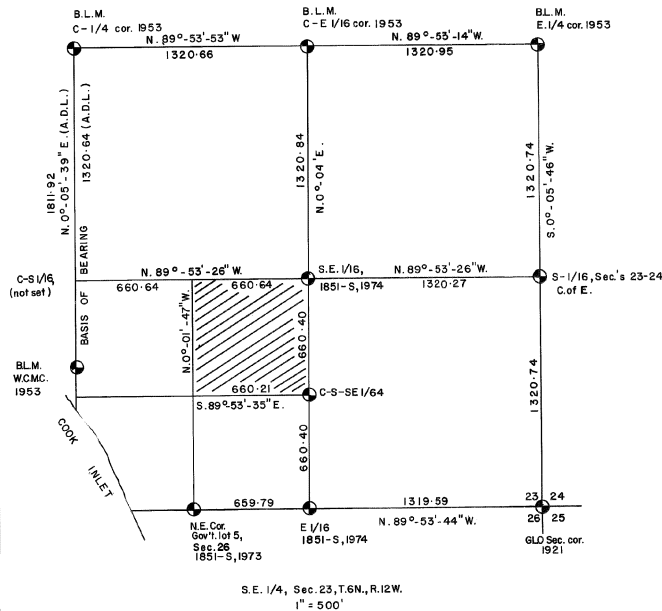 B.L.M.
C-1/4 cor. 1953
B.L.M.
C-E 1/16 cor. 1953
B.L.M.
E.1/4 cor. 1953
N. 89°-53'-53" W
1320.66
N. 89°-53'-14" W.
1320.95
1811.92
N.0°-05'-39" E. (A.D.L.)
1320.64 (A.D.L.)
BASIS OF BEARING
1320.84
N.0°-04' E.
1320.74
S.0°-05'-46" W.
C-S 1/16,
(not set)
N. 89°-53'-26" W.
660.64
660.64
S.E. 1/16,
1851-S, 1974
N. 89°-53'-26" W.
1320.27
S-1/16, Sec.'s 23-24
C. of E.
N.0°-01'-47" W.
660.40
B.L.M.
W.C.M.C.
1953
660.21
S.89°-53'-35" E.
C-S-SE 1/64
1320.74
COOK INLET
660.40
659.79
1319.59
N. 89°-53'-44" W.
23 24
26 25
N.E. Cor.
Gov't. lot 5,
Sec. 26
1851-S, 1973
E 1/16
1851-S, 1974
GLO Sec. cor.
1921
S.E. 1/4, Sec. 23, T.6N., R.12W.
1" = 500'